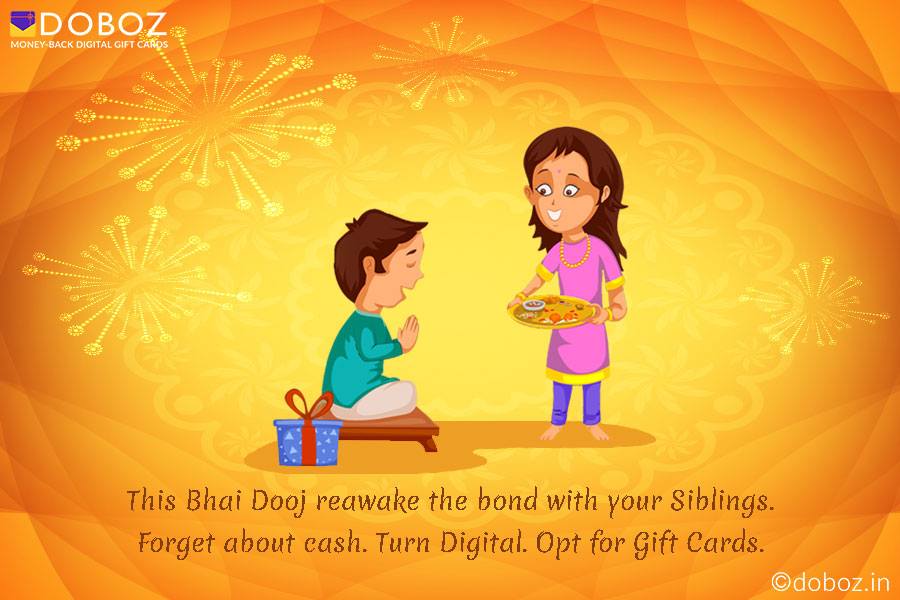 DOBOZ
MONEY-BACK DIGITAL GIFT CARDS
This Bhai Dooj reawake the bond with your Siblings.
Forget about cash. Turn Digital. Opt for Gift Cards.
©doboz.in